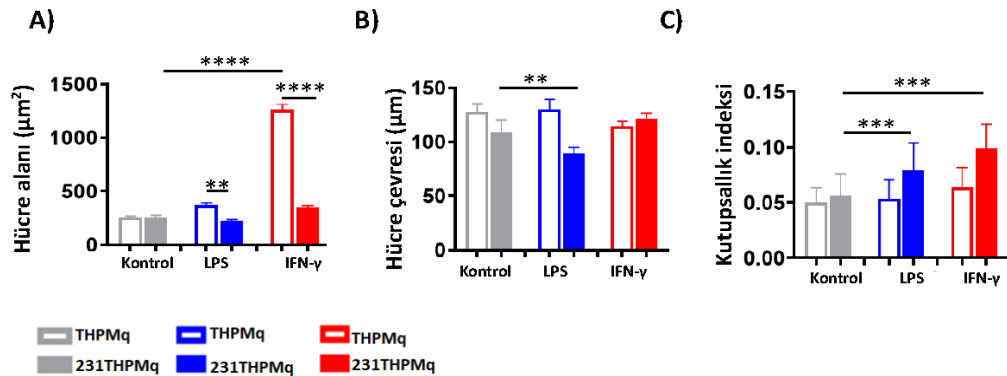 A)
B)
C)
****
****
**
Hücre alanı (µm²)
1500
1000
500
0
Kontrol
LPS
IFN-γ
**
Hücre çevresi (µm)
150
100
50
0
Kontrol
LPS
IFN-γ
***
***
Kutupsallık indeksi
0.15
0.10
0.05
0.00
Kontrol
LPS
IFN-γ
THPMq
THPMq
THPMq
231THPMq
231THPMq
231THPMq